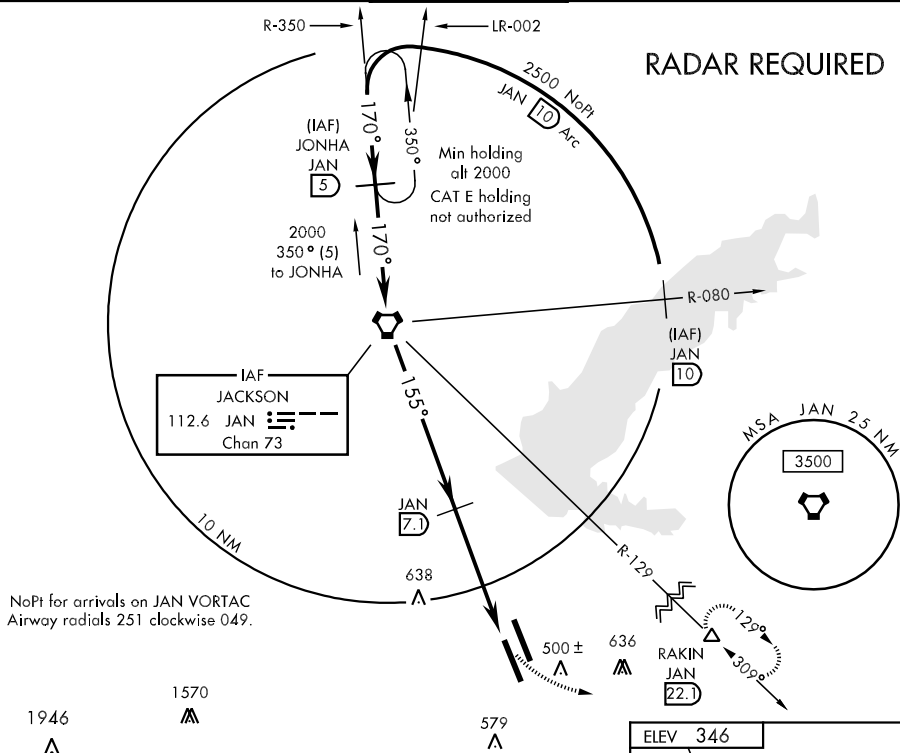 R-350
LR-002
RADAR REQUIRED
2500 NoPt
JAN 10 Arc
170°
350°
(IAF)
JONHA
JAN
5
Min holding
alt 2000
CAT E holding
not authorized
170°
2000
350° (5)
to JONHA
R-080
(IAF)
JAN
10
IAF
JACKSON
112.6 JAN
Chan 73
155°
MSA JAN 25 NM
3500
JAN
7.1
10 NM
R-129
638
NoPt for arrivals on JAN VORTAC
Airway radials 251 clockwise 049.
129°
500 ±
636
RAKIN
JAN
22.1
309°
1570
1946
579
ELEV 346